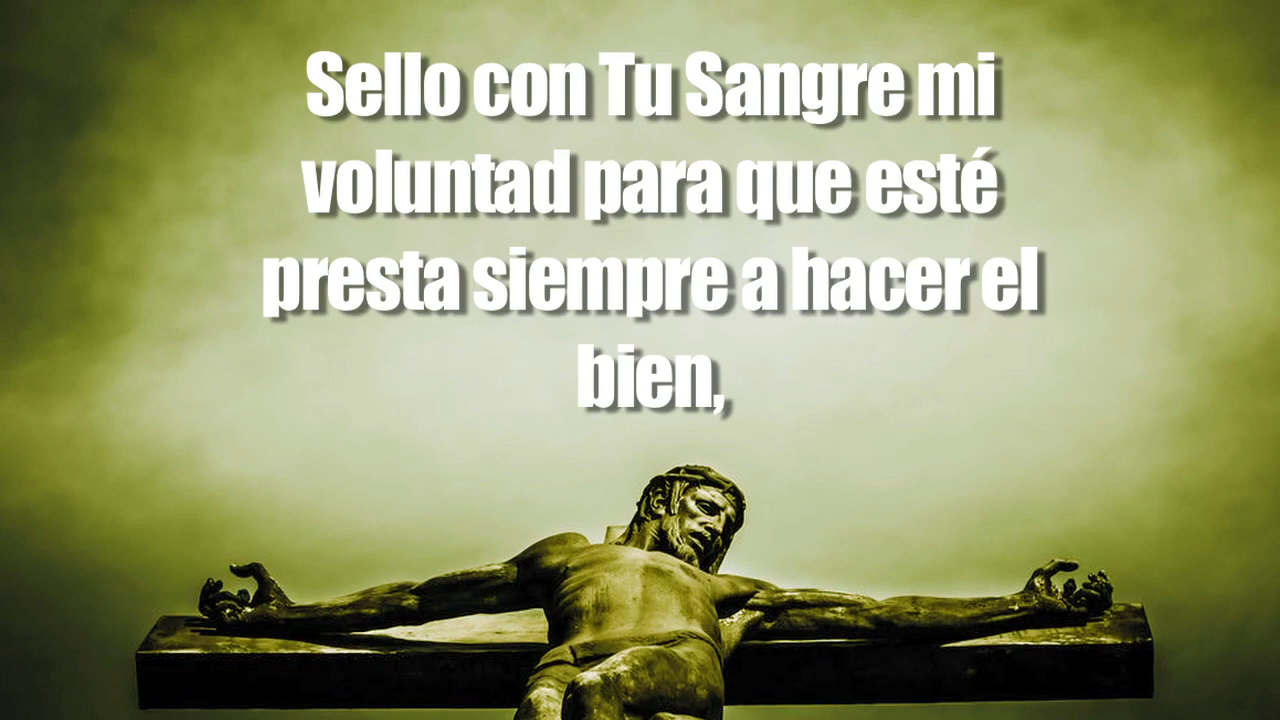 Sello con Tu Sangre mi
voluntad para que esté
presta siempre a hacer el
bien,